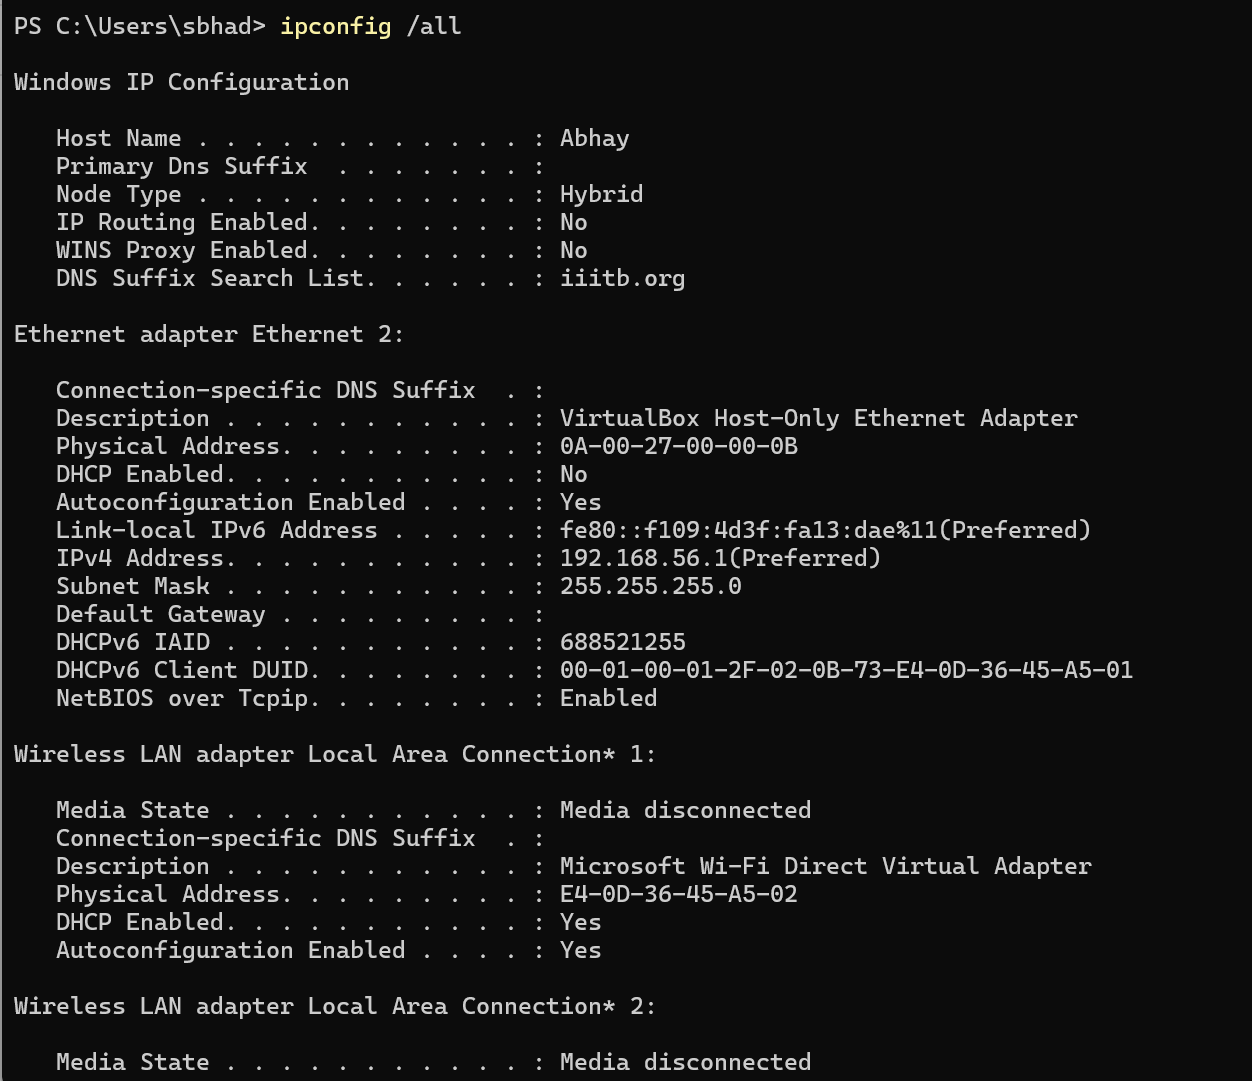 PS C:\Users\sbhad> ipconfig /all
Windows IP Configuration
Host Name . . . . . . . . . . . . : Abhay
Primary Dns Suffix  . . . . . . . :
Node Type . . . . . . . . . . . . : Hybrid
IP Routing Enabled. . . . . . . . : No
WINS Proxy Enabled. . . . . . . . : No
DNS Suffix Search List. . . . . . : iiitb.org
Ethernet adapter Ethernet 2:
Connection-specific DNS Suffix  . :
Description . . . . . . . . . . . : VirtualBox Host-Only Ethernet Adapter
Physical Address. . . . . . . . . : 0A-00-27-00-00-0B
DHCP Enabled. . . . . . . . . . . : No
Autoconfiguration Enabled . . . . : Yes
Link-local IPv6 Address . . . . . : fe80::f109:4d3f:fa13:dae%11(Preferred)
IPv4 Address. . . . . . . . . . . : 192.168.56.1(Preferred)
Subnet Mask . . . . . . . . . . . : 255.255.255.0
Default Gateway . . . . . . . . . :
DHCPv6 IAID . . . . . . . . . . . : 688521255
DHCPv6 Client DUID. . . . . . . . : 00-01-00-01-2F-02-0B-73-E4-0D-36-45-A5-01
NetBIOS over Tcpip. . . . . . . . : Enabled
Wireless LAN adapter Local Area Connection* 1:
Media State . . . . . . . . . . . : Media disconnected
Connection-specific DNS Suffix  . :
Description . . . . . . . . . . . : Microsoft Wi-Fi Direct Virtual Adapter
Physical Address. . . . . . . . . : E4-0D-36-45-A5-02
DHCP Enabled. . . . . . . . . . . : Yes
Autoconfiguration Enabled . . . . : Yes
Wireless LAN adapter Local Area Connection* 2:
Media State . . . . . . . . . . . : Media disconnected